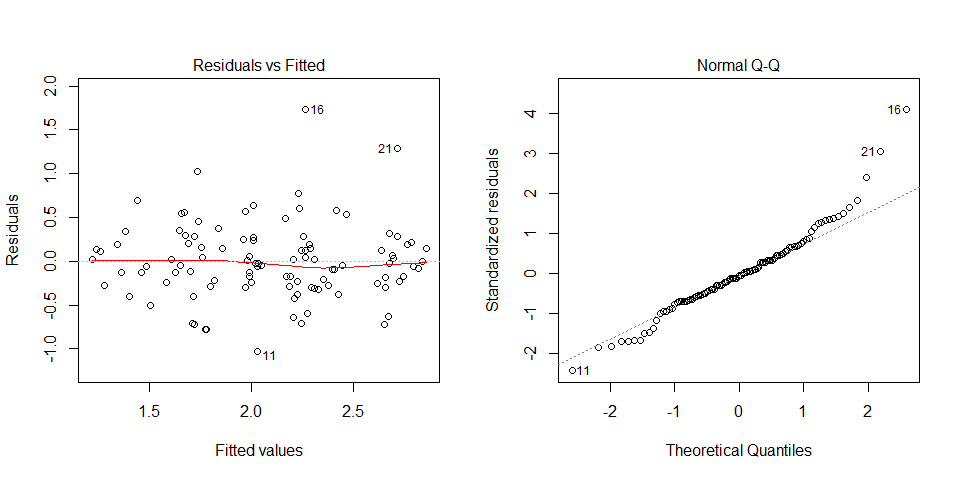 Residuals vs Fitted
Residuals
2.0
1.5
1.0
0.5
0.0
-0.5
-1.0
16
21
11
1.5 2.0 2.5
Fitted values
Normal Q-Q
Standardized residuals
4
3
2
1
0
-1
-2
16
21
11
-2 -1 0 1 2
Theoretical Quantiles